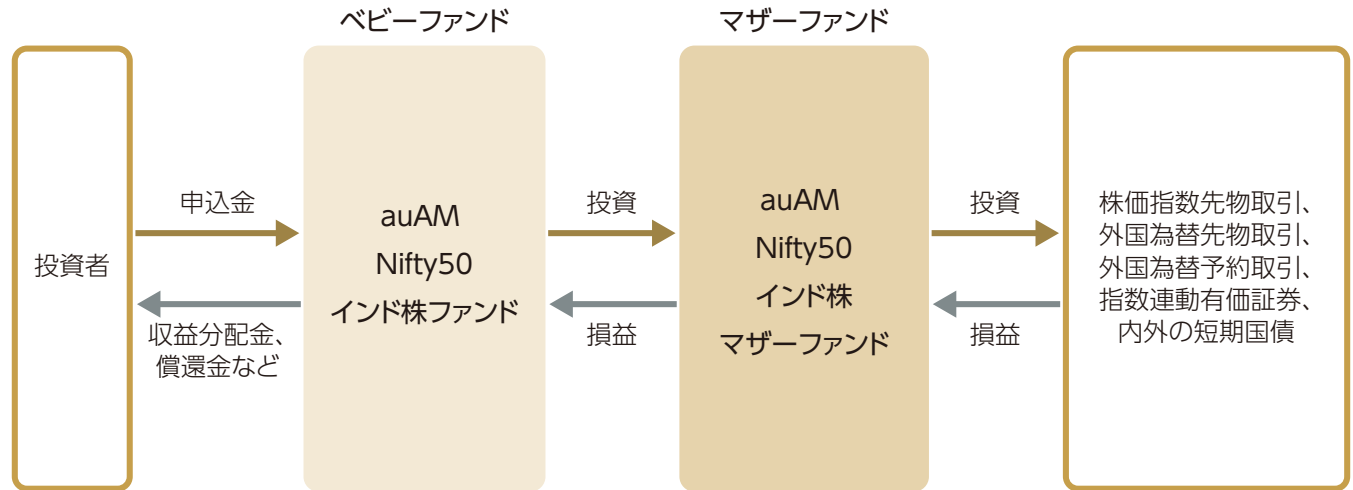 ベビーファンド
マザーファンド
投資者
申込金
収益分配金、
償還金など
auAM
Nifty50
インド株ファンド
投資
損益
auAM
Nifty50
インド株
マザーファンド
投資
損益
株価指数先物取引、
外国為替先物取引、
外国為替予約取引、
指数連動有価証券、
内外の短期国債